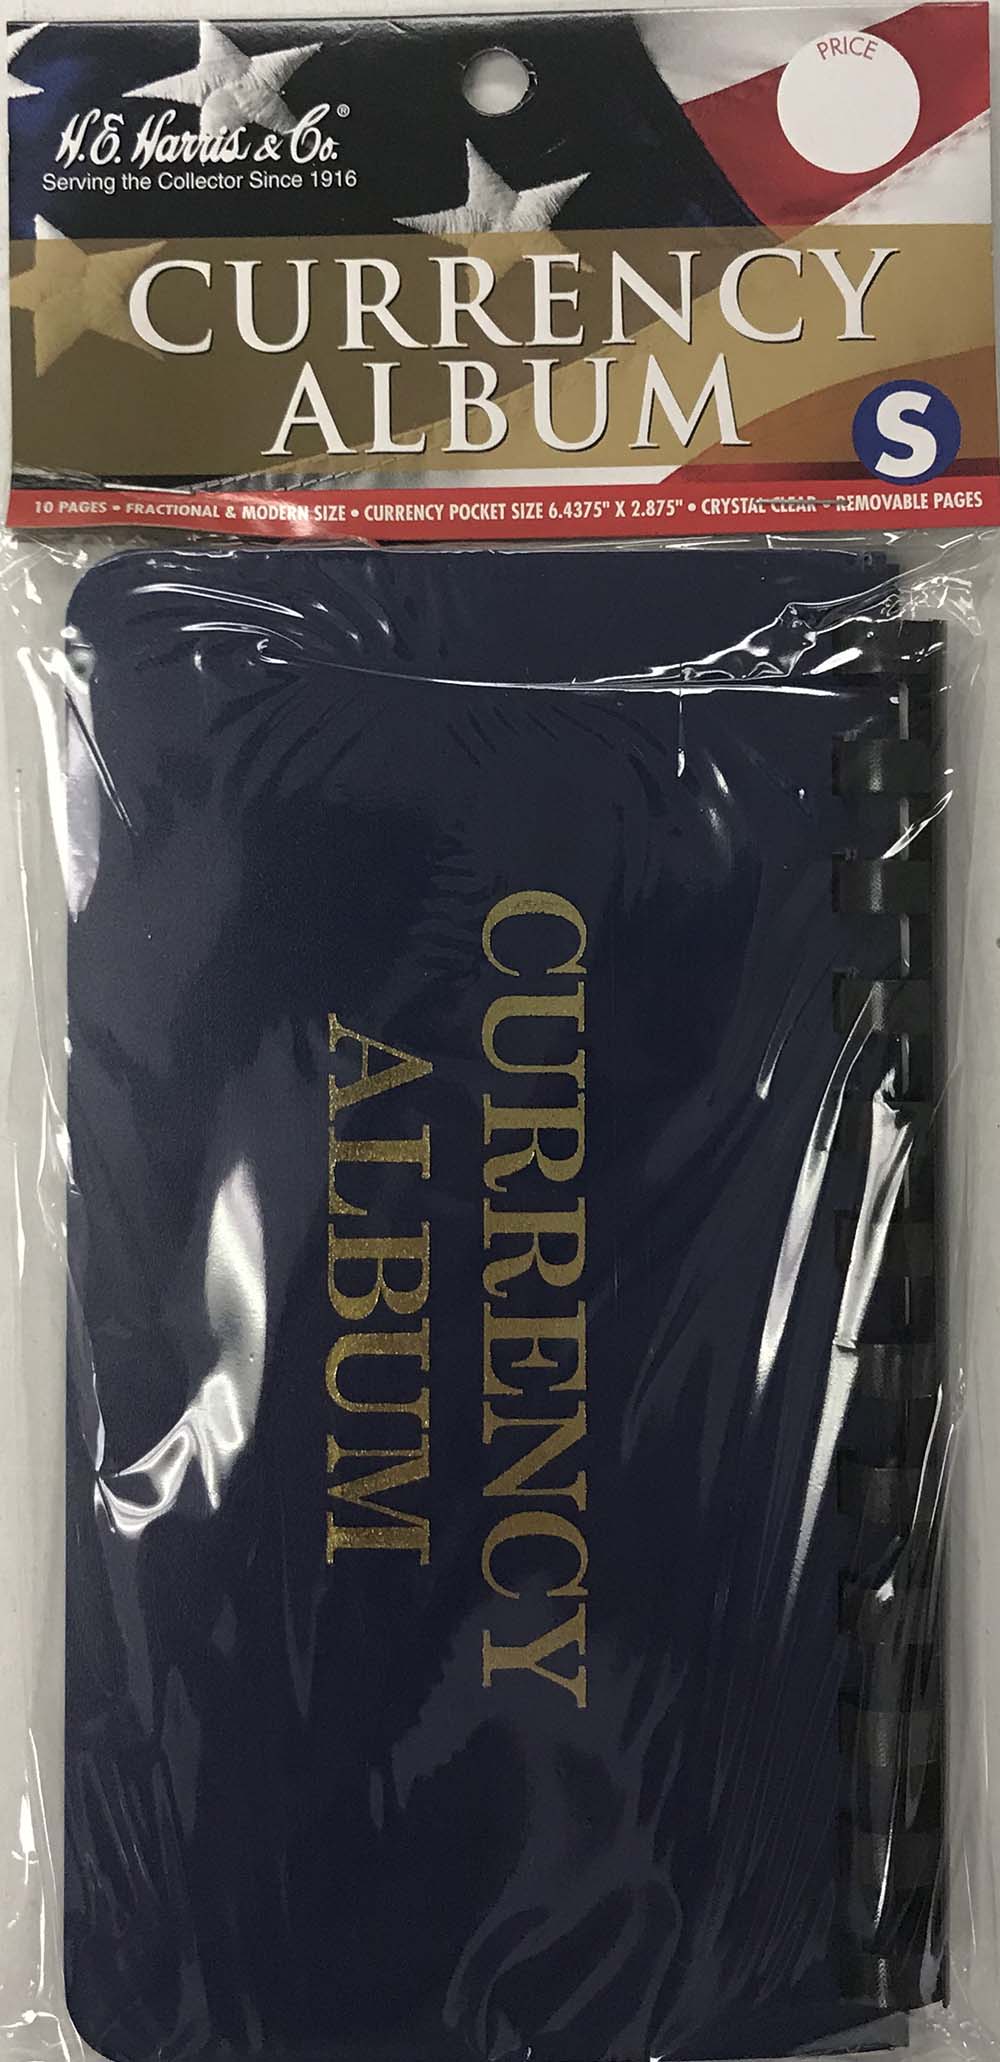 H.E. Harris & Co.®
Serving the Collector Since 1916
PRICE
CURRENCY
ALBUM
S
10 PAGES • FRACTIONAL & MODERN SIZE • CURRENCY POCKET SIZE 6.4375" X 2.875" • CRYSTAL CLEAR • REMOVABLE PAGES
CURRENCY
ALBUM